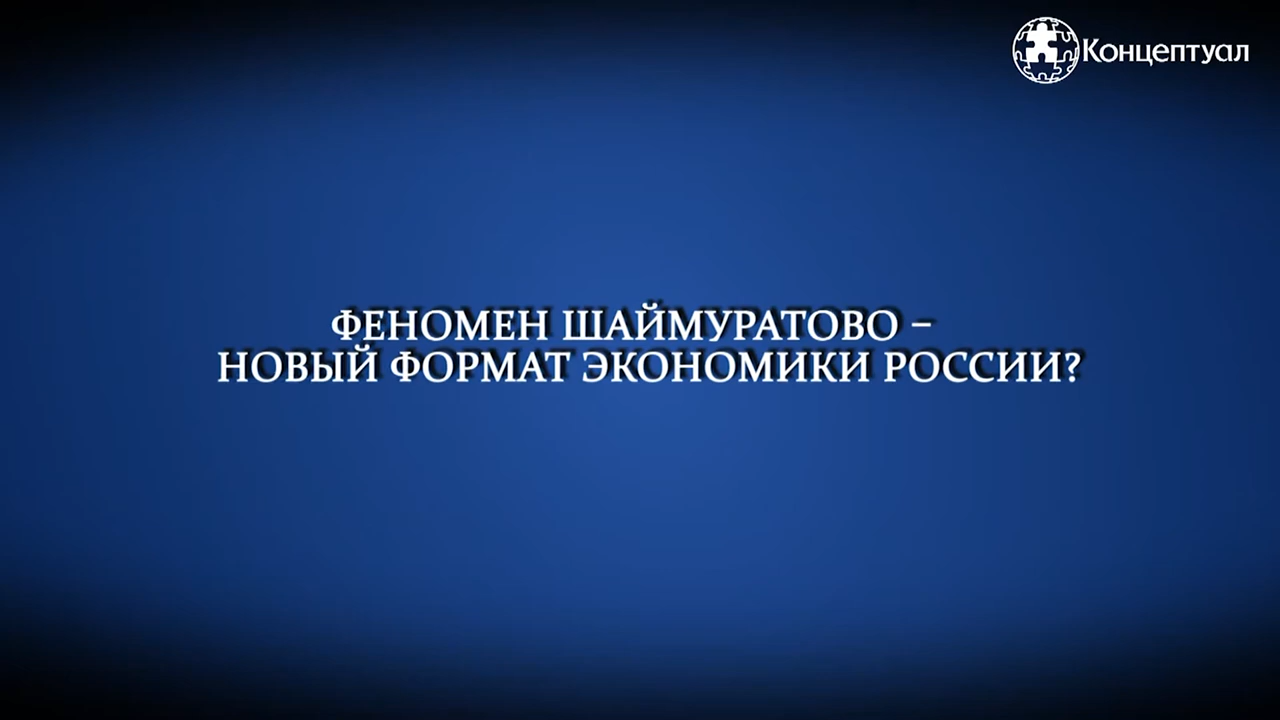 Концептуал
ФЕНОМЕН ШАЙМУРАТОВО –
НОВЫЙ ФОРМАТ ЭКОНОМИКИ РОССИИ?